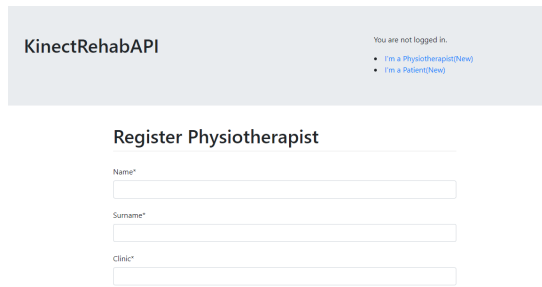 KinectRehabAPI
You are not logged in.
I'm a Physiotherapist(New)
I'm a Patient(New)
Register Physiotherapist
Name*
Surname*
Clinic*